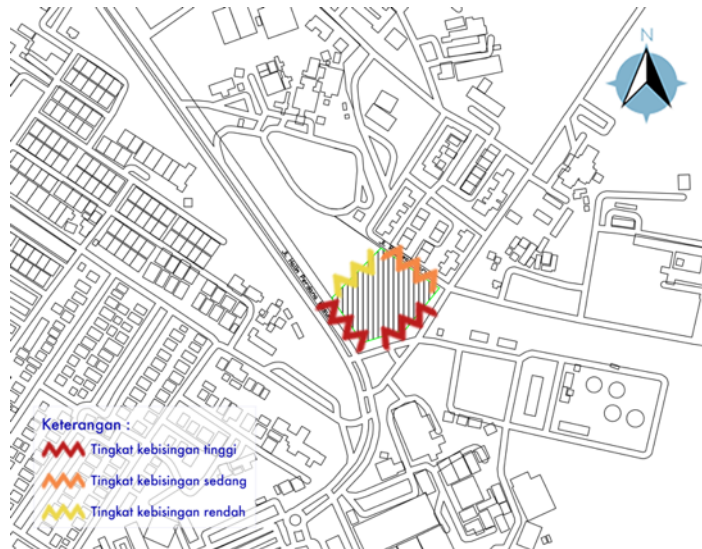 N
Keterangan :
Tingkat kebisingan tinggi
Tingkat kebisingan sedang
Tingkat kebisingan rendah